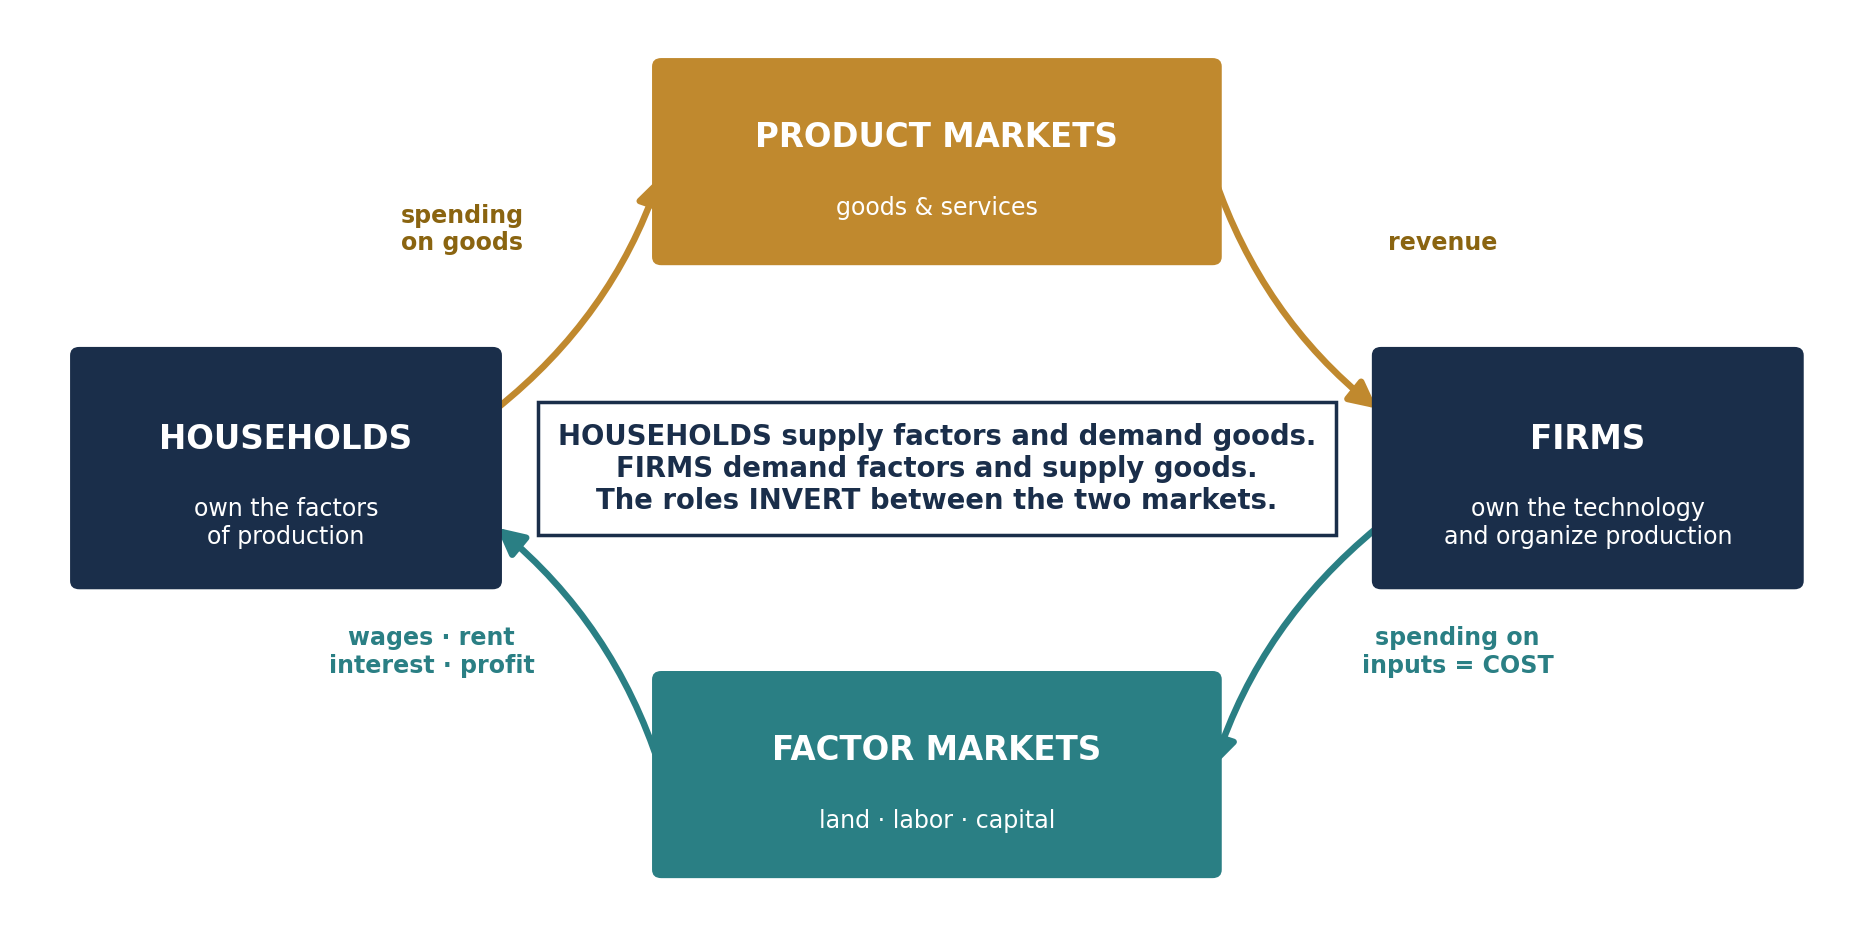 PRODUCT MARKETS
goods & services
spending
on goods
revenue
HOUSEHOLDS
own the factors
of production
HOUSEHOLDS supply factors and demand goods.
FIRMS demand factors and supply goods.
The roles INVERT between the two markets.
FIRMS
own the technology
and organize production
wages · rent
interest · profit
spending on
inputs = COST
FACTOR MARKETS
land · labor · capital